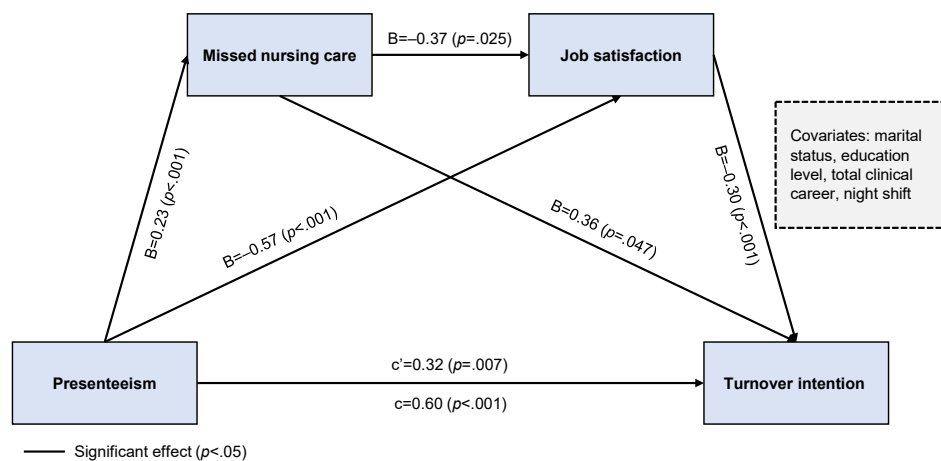 Missed nursing care
B=–0.37 (p=.025)
Job satisfaction
Covariates: marital
status, education
level, total clinical
career, night shift
B=0.23 (p<.001)
B=–0.57 (p<.001)
B=0.36 (p=.047)
B=–0.30 (p<.001)
Presenteeism
c’=0.32 (p=.007)
c=0.60 (p<.001)
Turnover intention
Significant effect (p<.05)